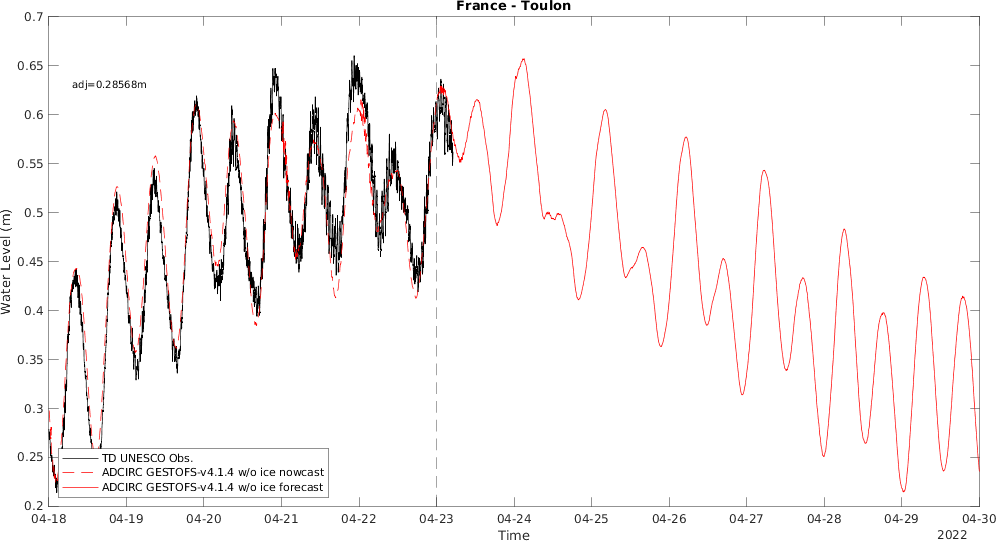 France - Toulon
adj=0.28568m
Water Level (m)
0.7
0.65
0.6
0.55
0.5
0.45
0.4
0.35
0.3
0.25
0.2
TD UNESCO Obs.
ADCIRC GESTOFS-v4.1.4 w/o ice nowcast
ADCIRC GESTOFS-v4.1.4 w/o ice forecast
04-18 04-19 04-20 04-21 04-22 04-23 04-24 04-25 04-26 04-27 04-28 04-29 04-30
Time
2022